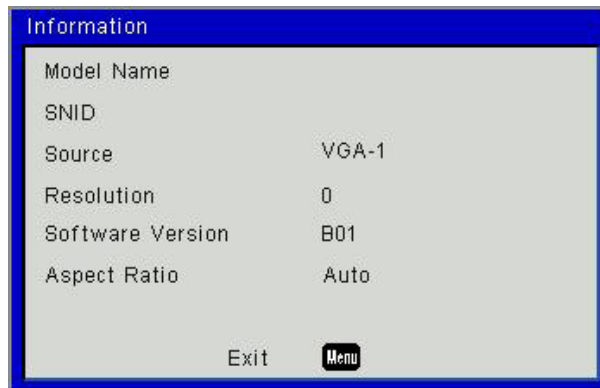 Information
Model Name
SNID
Source VGA-1
Resolution 0
Software Version B01
Aspect Ratio Auto
Exit Menu